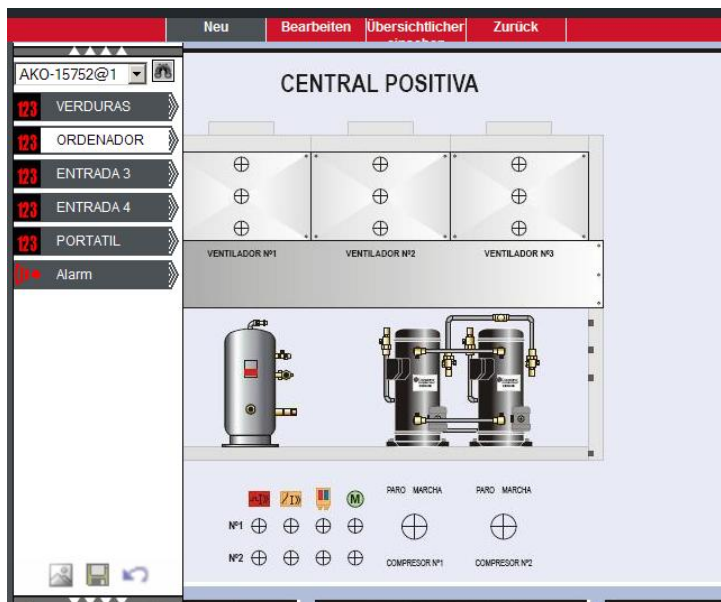 Neu
Bearbeiten
Übersichtlicher
Zurück
AKO-15752@1
123 VERDURAS
123 ORDENADOR
123 ENTRADA 3
123 ENTRADA 4
123 PORTATIL
Alarm
CENTRAL POSITIVA
VENTILADOR Nº1
VENTILADOR Nº2
VENTILADOR Nº3
M
PARO MARCHA
PARO MARCHA
Nº1
Nº2
COMPRESOR Nº1
COMPRESOR Nº2